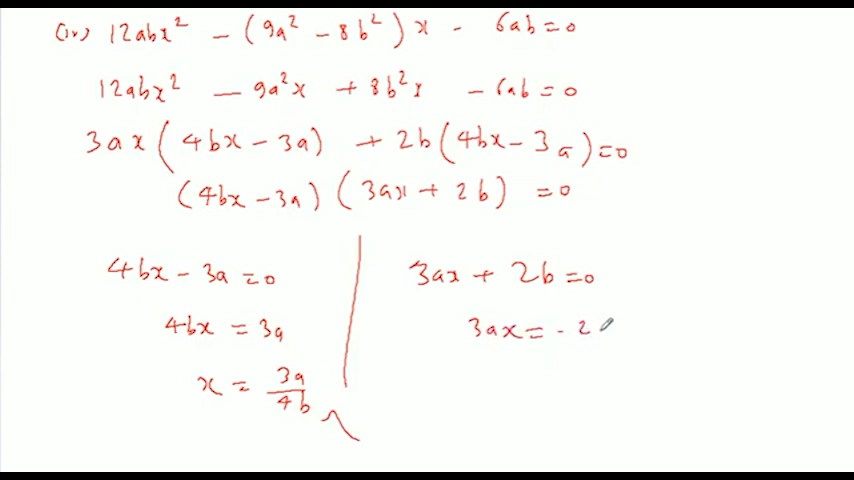 (iv) 12abx² - (9a² - 8b²) x - 6ab = 0
12abx² - 9a²x + 8b²x - 6ab = 0
3ax (4bx - 3a) + 2b (4bx - 3a) = 0
(4bx - 3a) (3ax + 2b) = 0
4bx - 3a = 0
4bx = 3a
x = 3a/4b
3ax + 2b = 0
3ax = - 2